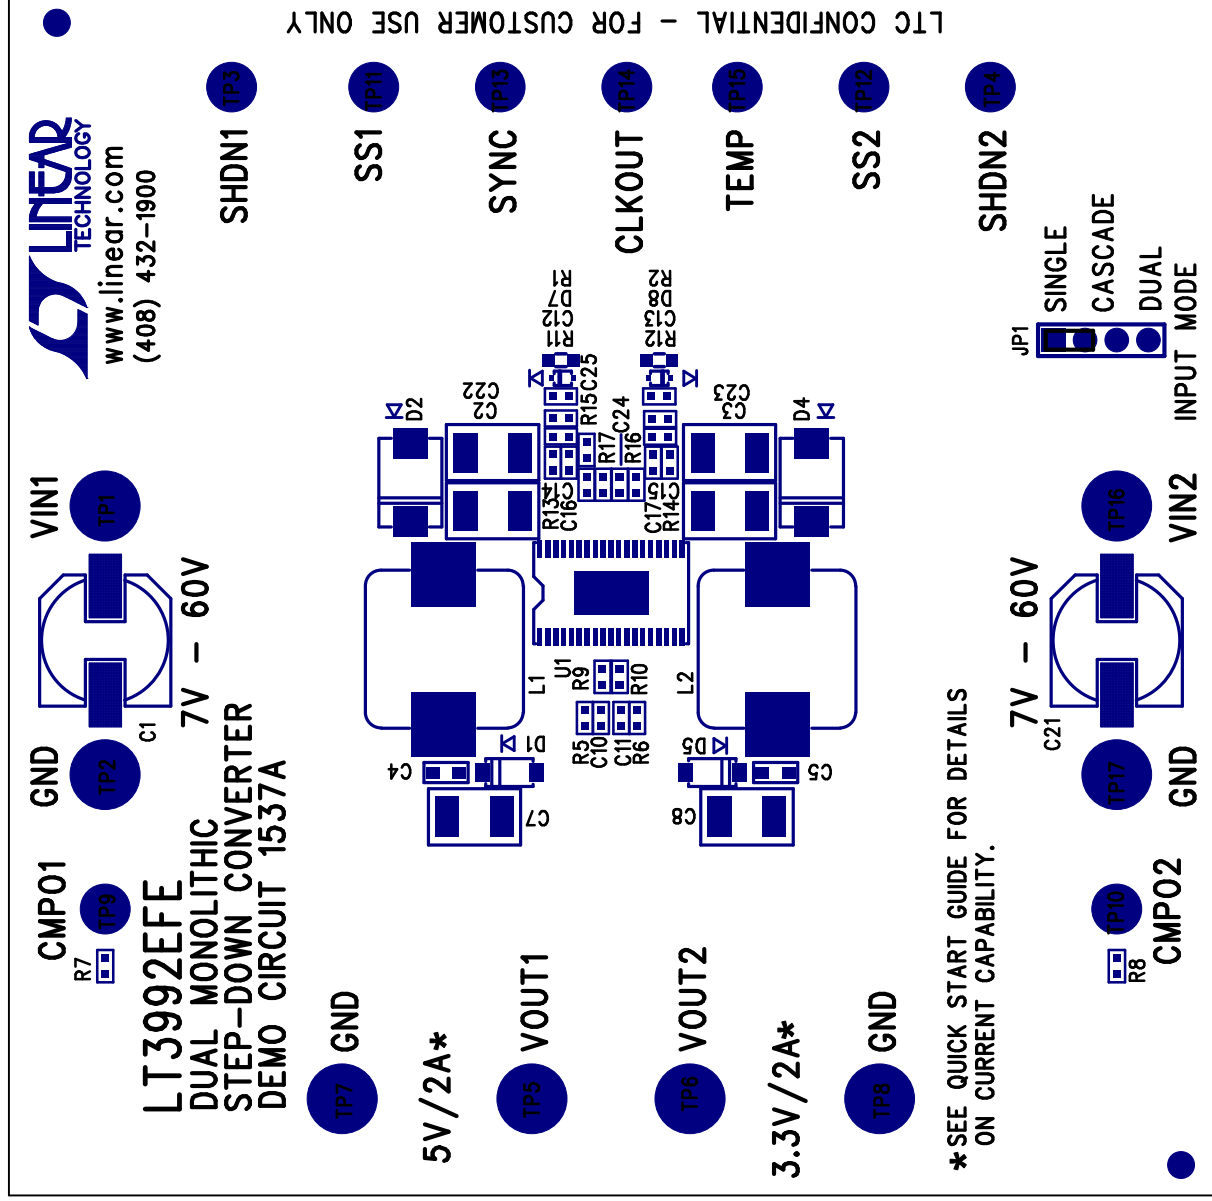 LTC CONFIDENTIAL - FOR CUSTOMER USE ONLY
LINEAR
TECHNOLOGY
www.linear.com
(408) 432-1900
TP3
SHDN1
TP11
SS1
TP13
SYNC
TP14
CLKOUT
TP15
TEMP
TP12
SS2
TP4
SHDN2
JP1
SINGLE
CASCADE
DUAL
INPUT MODE
R1
D7
C12
R11
R2
D8
C13
R12
C25
R15
C24
R17
R16
C22
C2
C23
C3
D2
D4
C14
C16
R13
C15
C17
R14
VIN1
TP1
VIN2
TP16
7V - 60V
7V - 60V
C1
C21
GND
TP2
GND
TP17
U1
L1
L2
R9
R10
R5
C10
C11
R6
C4
D1
D5
C5
C7
C8
CMPO1
TP9
R7
CMPO2
TP10
R8
LT3992EFE
DUAL MONOLITHIC
STEP-DOWN CONVERTER
DEMO CIRCUIT 1537A
GND
TP7
5V/2A*
VOUT1
TP5
VOUT2
TP6
3.3V/2A*
GND
TP8
*SEE QUICK START GUIDE FOR DETAILS
ON CURRENT CAPABILITY.